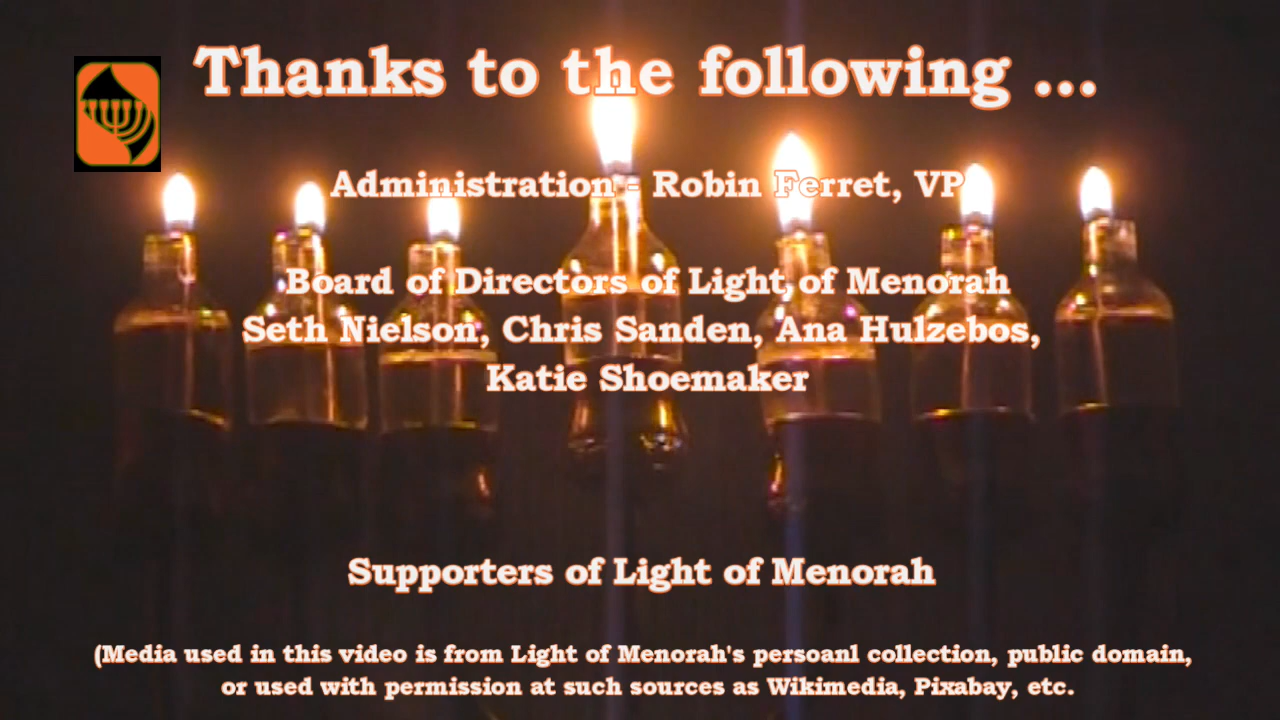 Thanks to the following ...
Administration - Robin Ferret, VP
Board of Directors of Light of Menorah
Seth Nielson, Chris Sanden, Ana Hulzebos,
Katie Shoemaker
Supporters of Light of Menorah
(Media used in this video is from Light of Menorah's persoanl collection, public domain,
or used with permission at such sources as Wikimedia, Pixabay, etc.